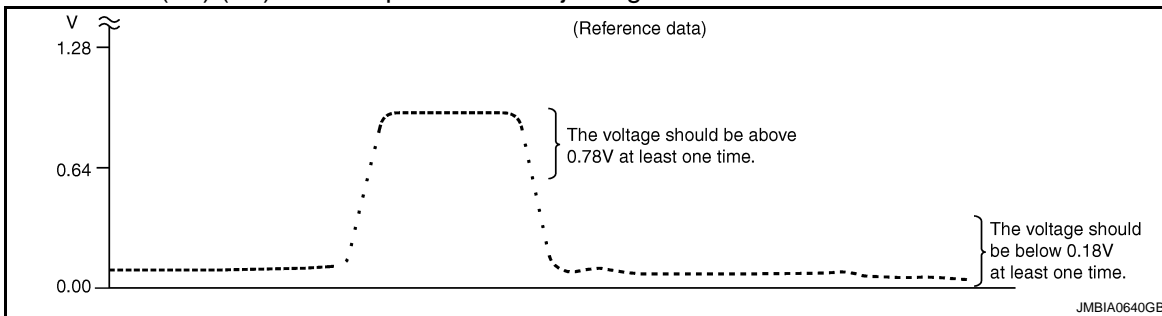 V
(Reference data)
1.28
The voltage should be above
0.78V at least one time.
0.64
The voltage should
be below 0.18V
at least one time.
0.00
JMBIA0640GB